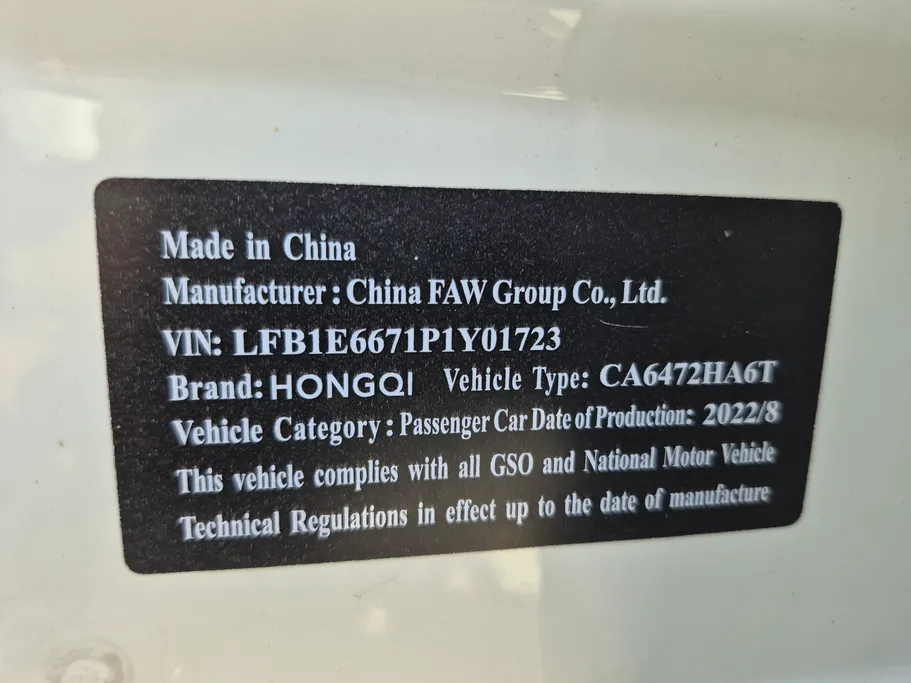 Made in China
Manufacturer : China FAW Group Co., Ltd.
VIN: LFB1E6671P1Y01723
Brand: HONGQI Vehicle Type: CA6472HA6T
Vehicle Category : Passenger Car Date of Production: 2022/8
This vehicle complies with all GSO and National Motor Vehicle
Technical Regulations in effect up to the date of manufacture